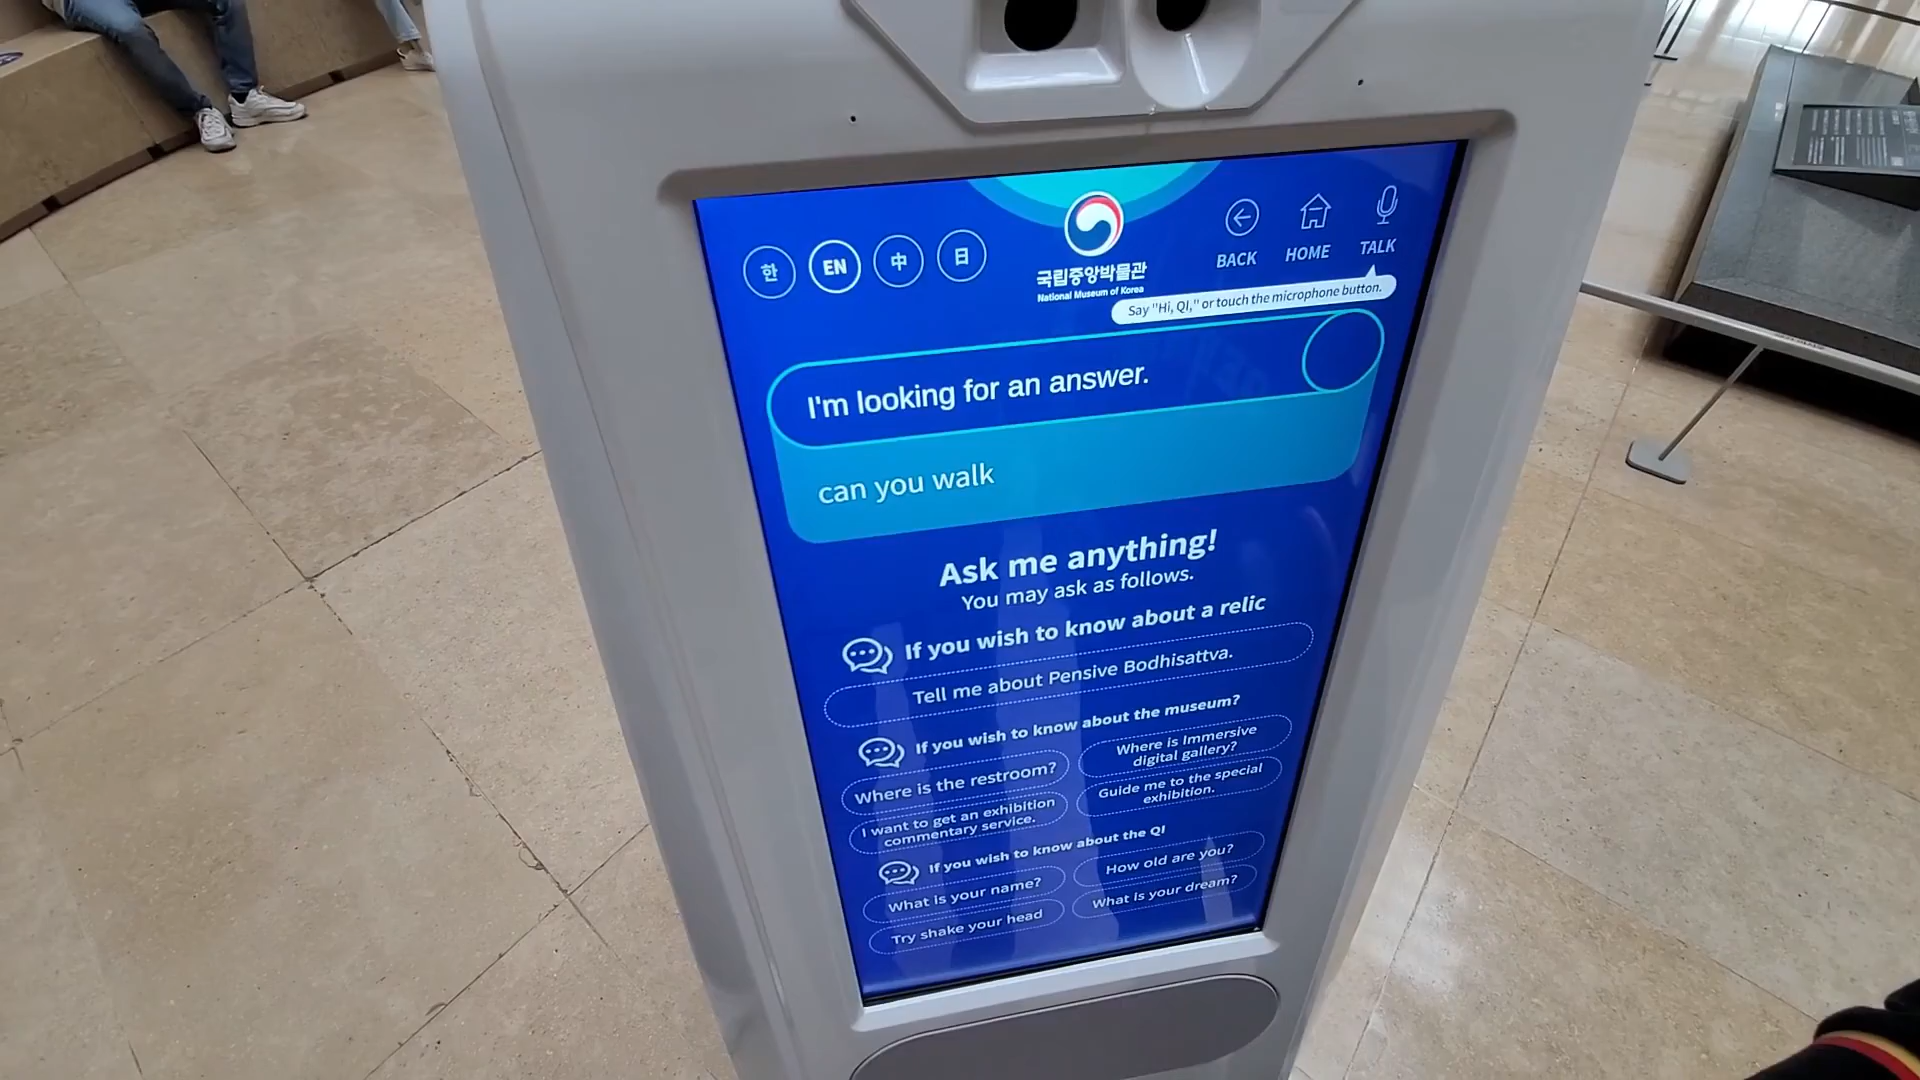 한
EN
中
日
국립중앙박물관
National Museum of Korea
BACK
HOME
TALK
Say "Hi, QI," or touch the microphone button.
I'm looking for an answer.
can you walk
Ask me anything!
You may ask as follows.
If you wish to know about a relic
Tell me about Pensive Bodhisattva.
If you wish to know about the museum?
Where is the restroom?
Where is Immersive
digital gallery?
I want to get an exhibition
commentary service.
Guide me to the special
exhibition.
If you wish to know about the QI
What is your name?
How old are you?
Try shake your head
What is your dream?